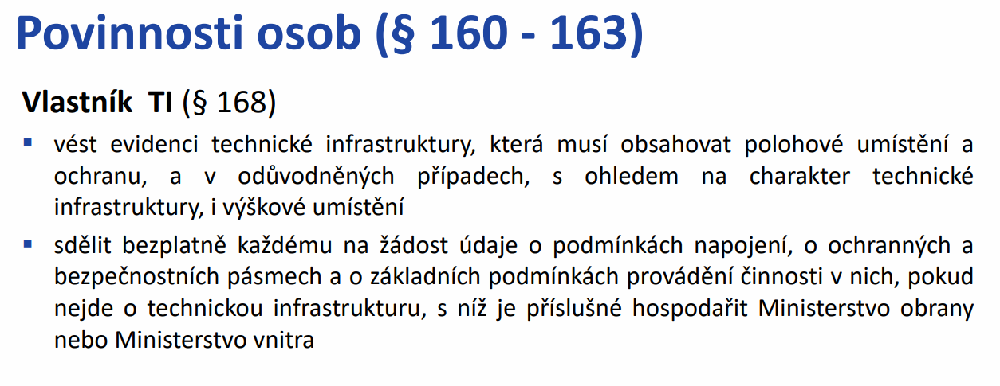 Povinnosti osob (§ 160 - 163)
Vlastník TI (§ 168)
▪ vést evidenci technické infrastruktury, která musí obsahovat polohové umístění a
ochranu, a v odůvodněných případech, s ohledem na charakter technické
infrastruktury, i výškové umístění
▪ sdělit bezplatně každému na žádost údaje o podmínkách napojení, o ochranných a
bezpečnostních pásmech a o základních podmínkách provádění činnosti v nich, pokud
nejde o technickou infrastrukturu, s níž je příslušné hospodařit Ministerstvo obrany
nebo Ministerstvo vnitra